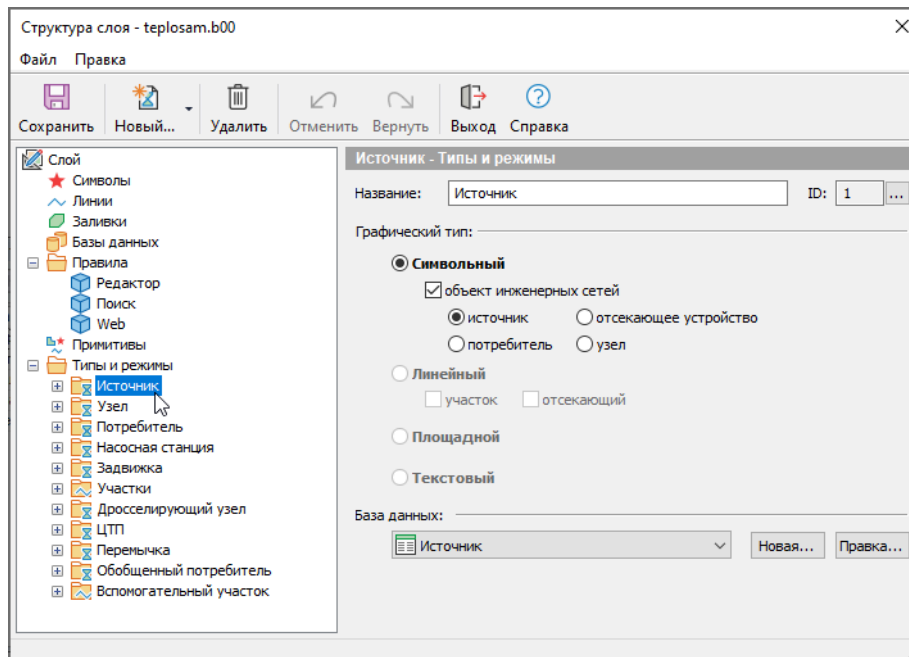 Структура слоя - teplosam.b00
Файл Правка
Сохранить Новый... Удалить Отменить Вернуть Выход Справка
Слой
Символы
Линии
Заливки
Базы данных
Правила
Редактор
Поиск
Web
Примитивы
Типы и режимы
Источник
Узел
Потребитель
Насосная станция
Задвижка
Участки
Дросселирующий узел
ЦТП
Перемычка
Обобщенный потребитель
Вспомогательный участок
Источник - Типы и режимы
Название: Источник ID: 1 ...
Графический тип:
Символьный
объект инженерных сетей
источник отсекающее устройство
потребитель узел
Линейный
участок отсекающий
Площадной
Текстовый
База данных:
Источник Новая... Правка...